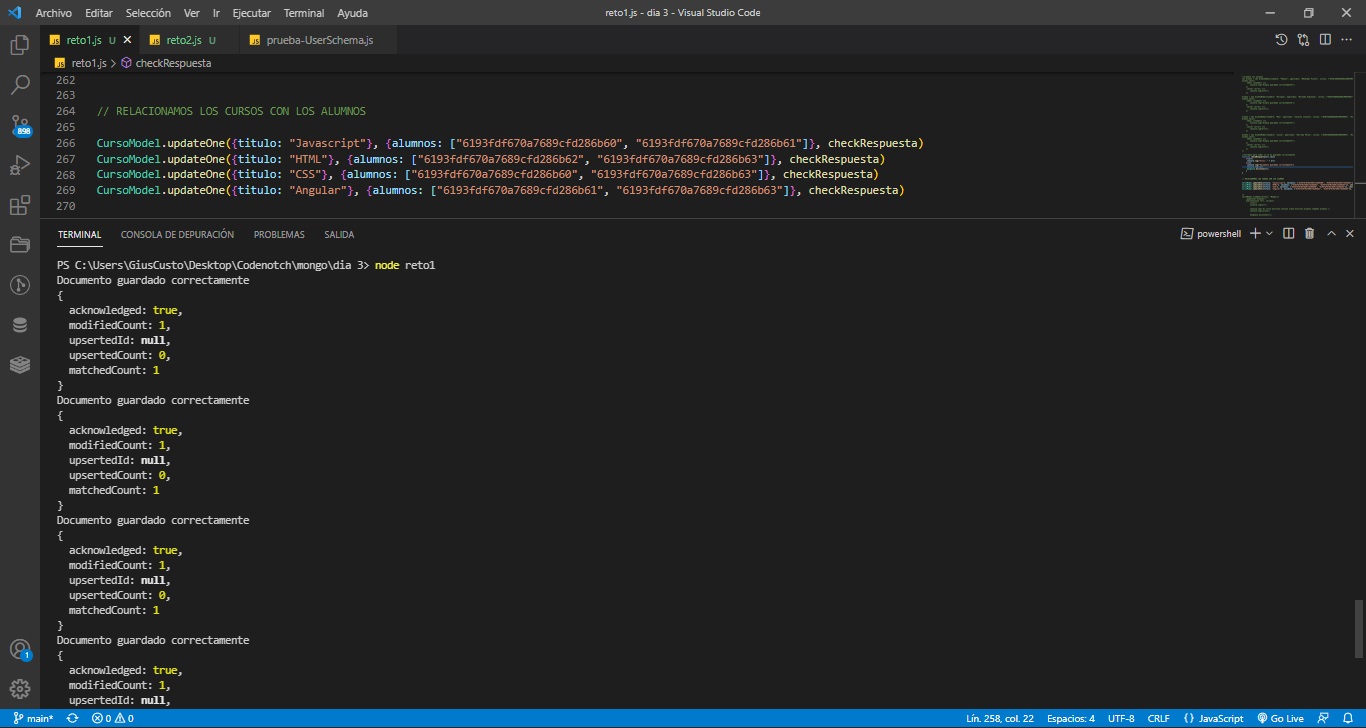 Archivo Editar Selección Ver Ir Ejecutar Terminal Ayuda reto1.js - dia 3 - Visual Studio Code
reto1.js U reto2.js U prueba-UserSchema.js
reto1.js > checkRespuesta
262
263
264 // RELACIONAMOS LOS CURSOS CON LOS ALUMNOS
265
266 CursoModel.updateOne({titulo: "Javascript"}, {alumnos: ["6193fdf670a7689cfd286b60", "6193fdf670a7689cfd286b61"]}, checkRespuesta)
267 CursoModel.updateOne({titulo: "HTML"}, {alumnos: ["6193fdf670a7689cfd286b62", "6193fdf670a7689cfd286b63"]}, checkRespuesta)
268 CursoModel.updateOne({titulo: "CSS"}, {alumnos: ["6193fdf670a7689cfd286b60", "6193fdf670a7689cfd286b63"]}, checkRespuesta)
269 CursoModel.updateOne({titulo: "Angular"}, {alumnos: ["6193fdf670a7689cfd286b61", "6193fdf670a7689cfd286b63"]}, checkRespuesta)
270
898
TERMINAL CONSOLA DE DEPURACIÓN PROBLEMAS SALIDA powershell
PS C:\Users\GiusCusto\Desktop\Codenotch\mongo\dia 3> node reto1
Documento guardado correctamente
{
acknowledged: true,
modifiedCount: 1,
upsertedId: null,
upsertedCount: 0,
matchedCount: 1
}
Documento guardado correctamente
{
acknowledged: true,
modifiedCount: 1,
upsertedId: null,
upsertedCount: 0,
matchedCount: 1
}
Documento guardado correctamente
{
acknowledged: true,
modifiedCount: 1,
upsertedId: null,
upsertedCount: 0,
matchedCount: 1
}
Documento guardado correctamente
{
acknowledged: true,
modifiedCount: 1,
upsertedId: null,
1
main* 0 0 Lín. 258, col. 22 Espacios: 4 UTF-8 CRLF {} JavaScript Go Live